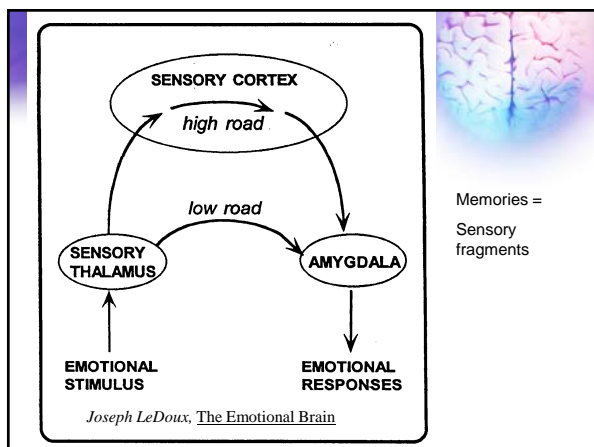 SENSORY CORTEX
high road
low road
SENSORY
THALAMUS
AMYGDALA
EMOTIONAL
STIMULUS
EMOTIONAL
RESPONSES
Joseph LeDoux, The Emotional Brain
Memories =
Sensory
fragments